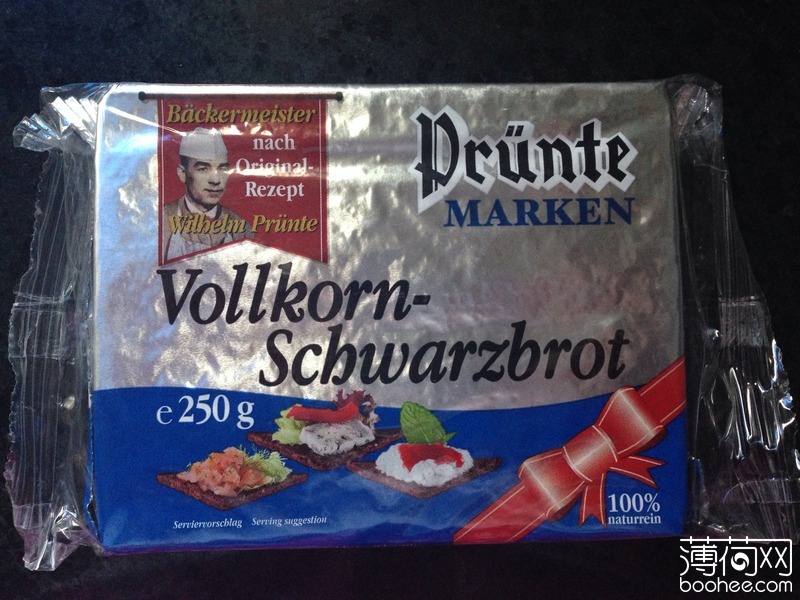 Bäckermeister
nach
Original-
Rezept
Wilhelm Prünte
Prünte
MARKEN
Vollkorn-
Schwarzbrot
e 250 g
Serviervorschlag Serving suggestion
100%
naturrein
薄荷网
boohee.com